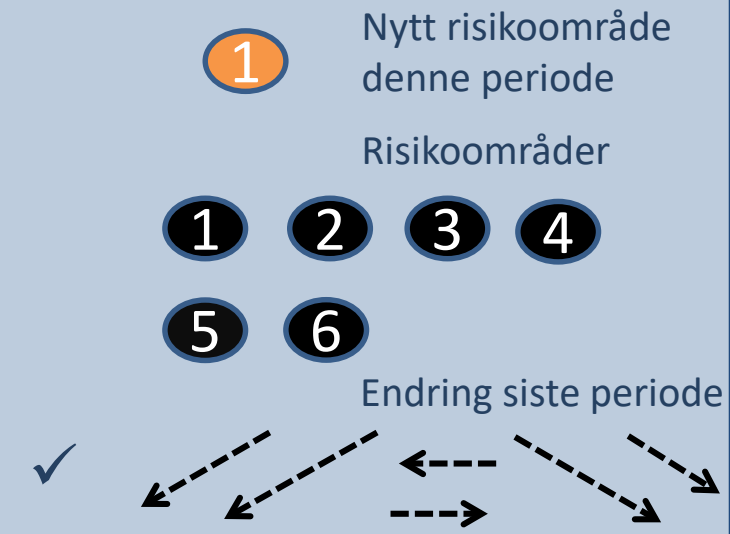 1
Nytt risikoområde
denne periode
Risikoområder
1 2 3 4
5 6
Endring siste periode